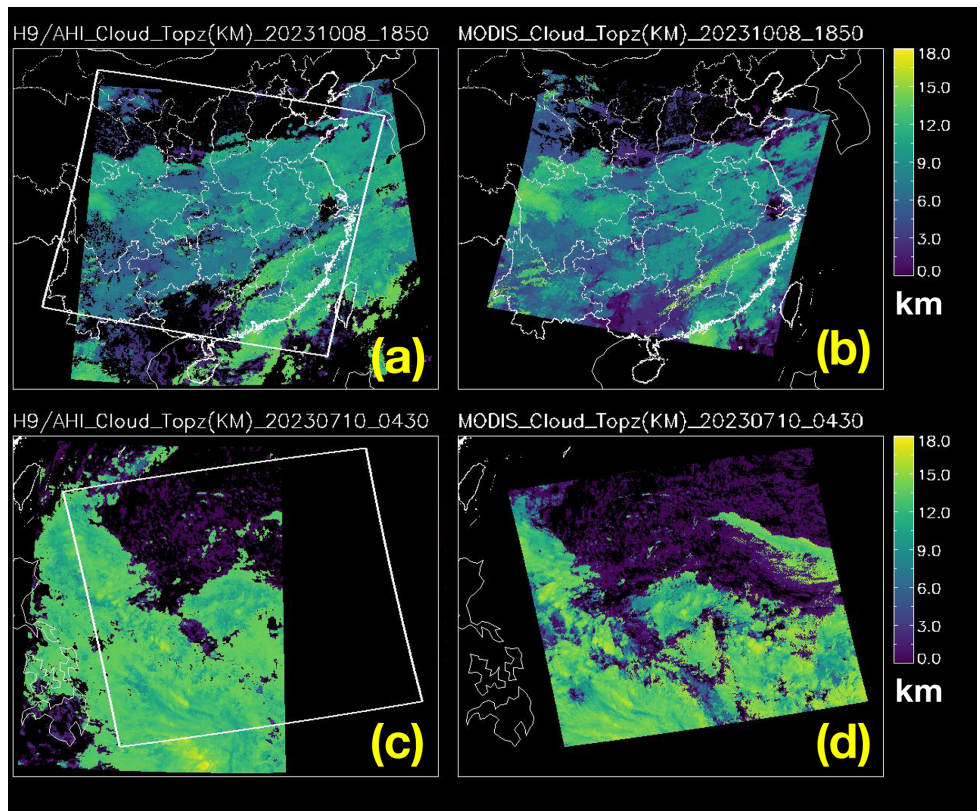 H9/AHI_Cloud_Topz(KM)_20231008_1850
MODIS_Cloud_Topz(KM)_20231008_1850
18.0
15.0
12.0
9.0
6.0
3.0
0.0
km
(a)
(b)
H9/AHI_Cloud_Topz(KM)_20230710_0430
MODIS_Cloud_Topz(KM)_20230710_0430
18.0
15.0
12.0
9.0
6.0
3.0
0.0
km
(c)
(d)